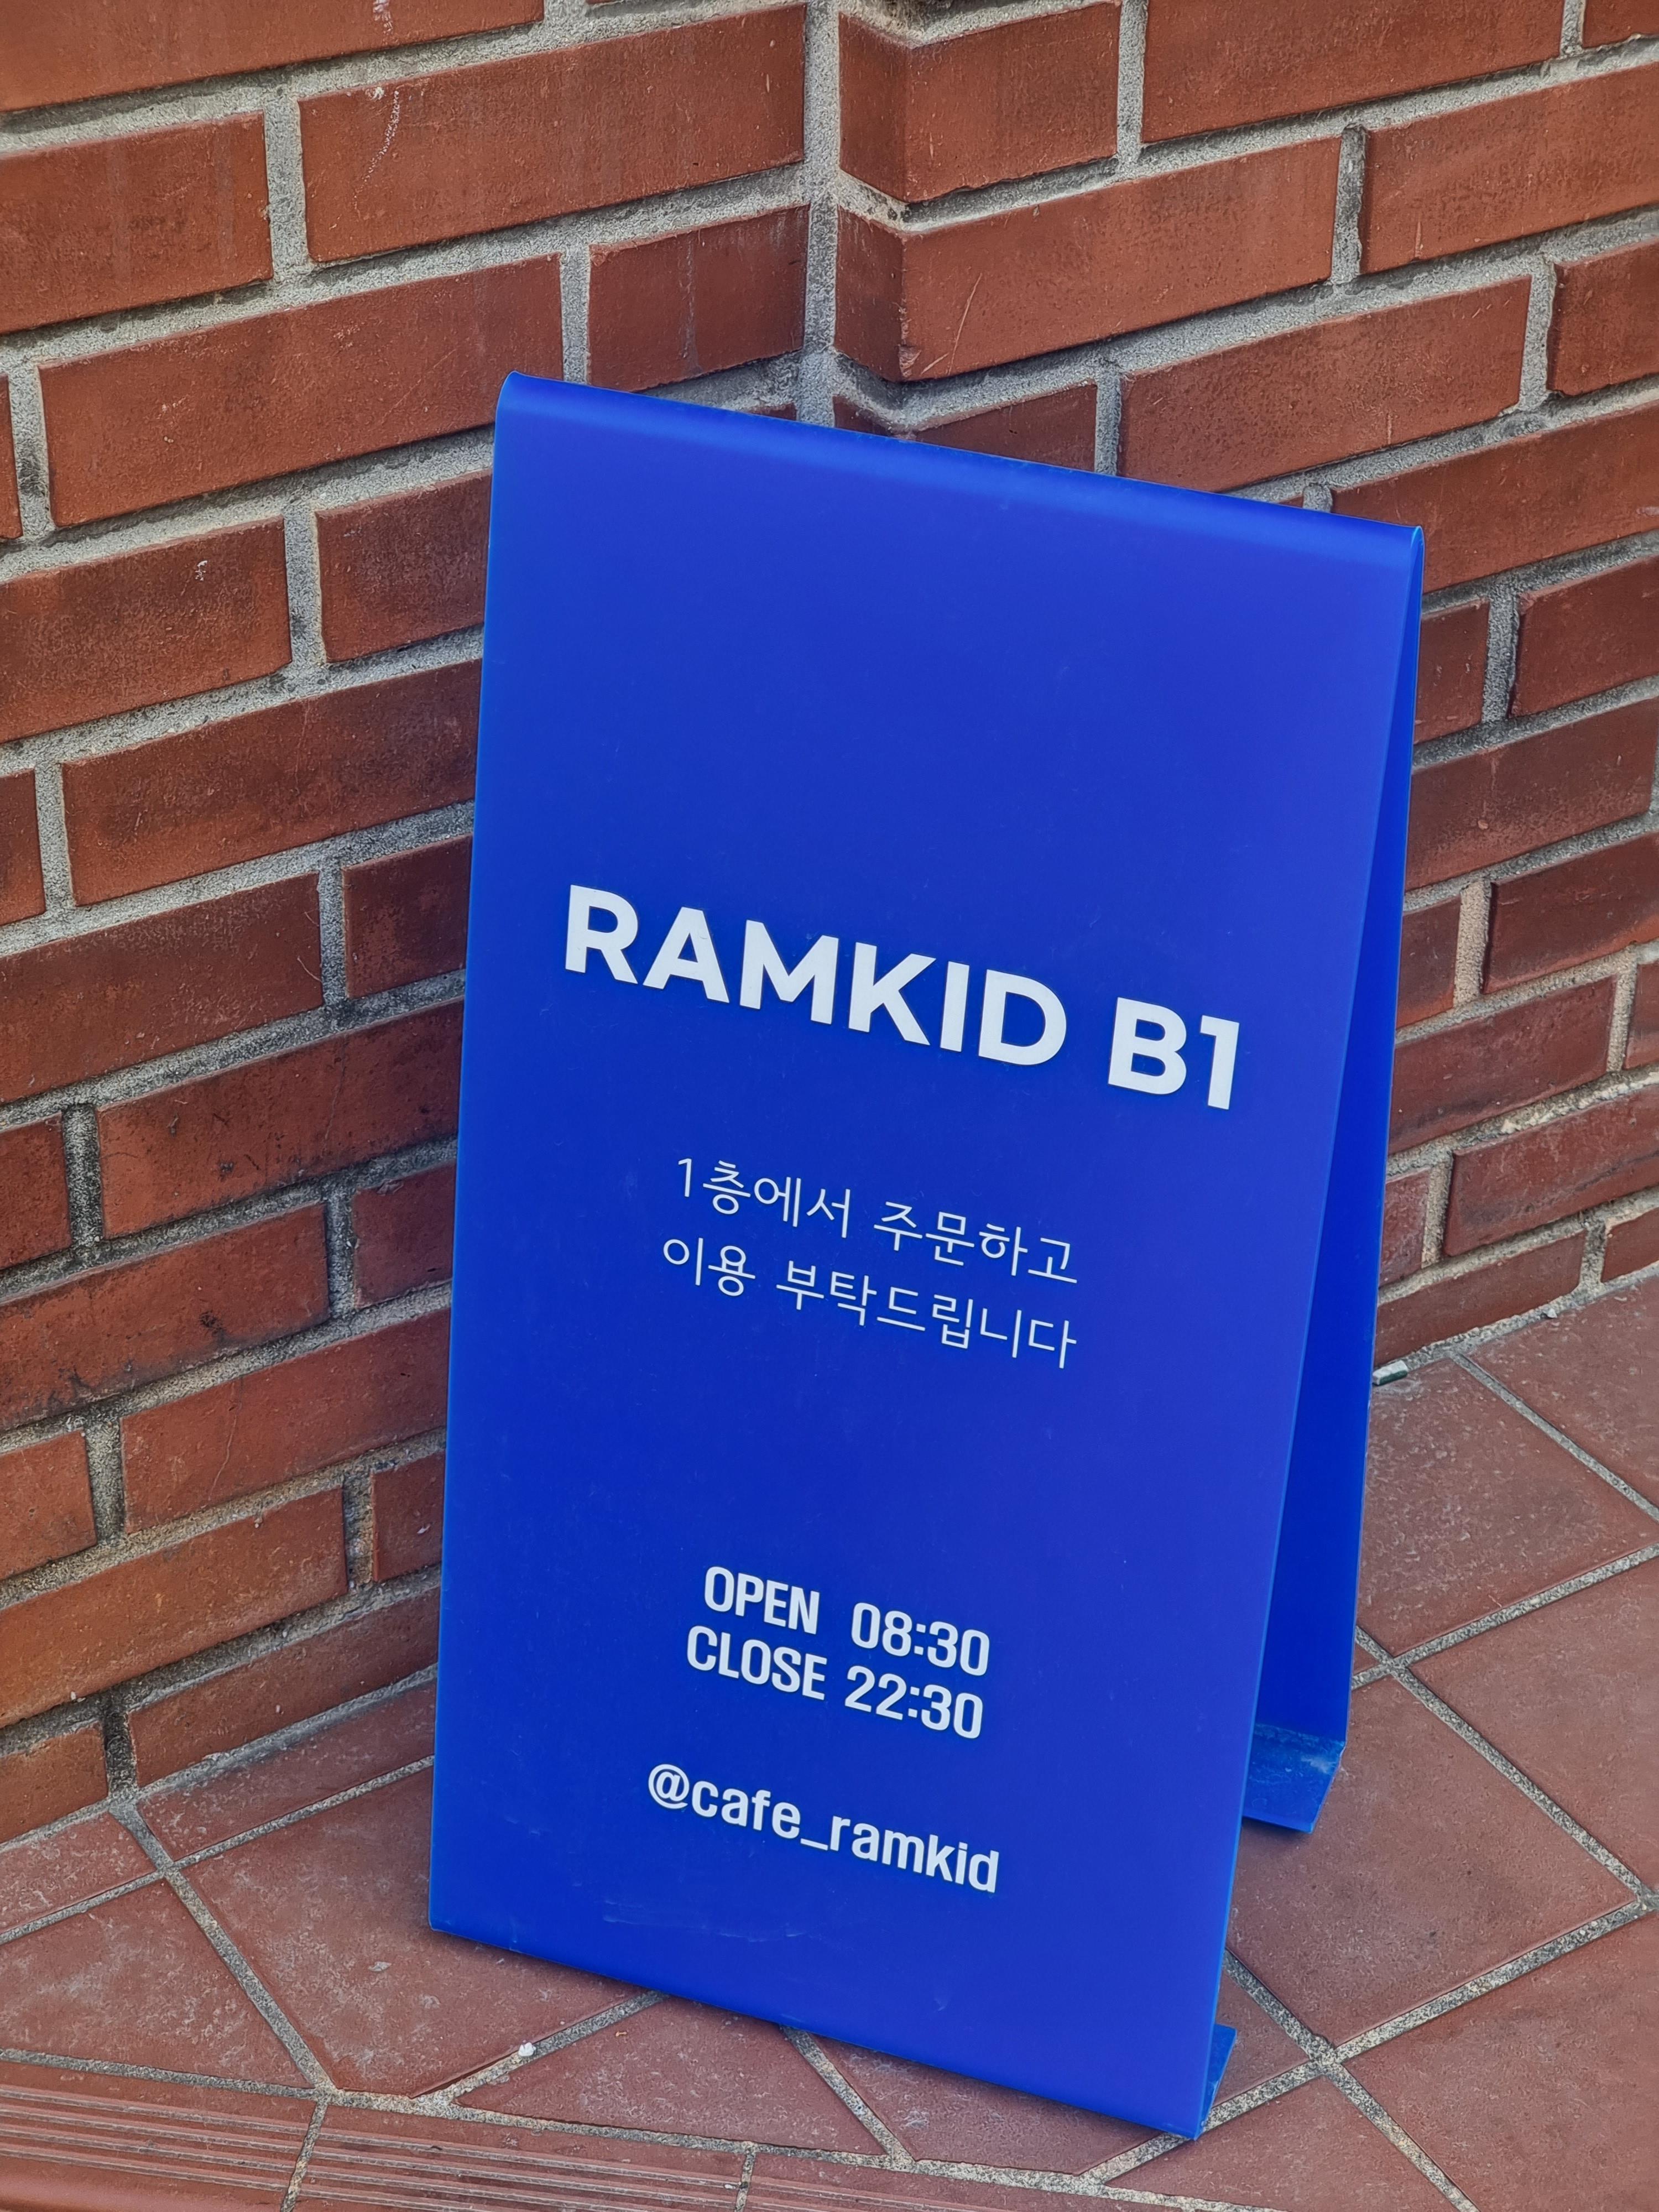 RAMKID B1
1층에서 주문하고
이용 부탁드립니다
OPEN 08:30
CLOSE 22:30
@cafe_ramkid